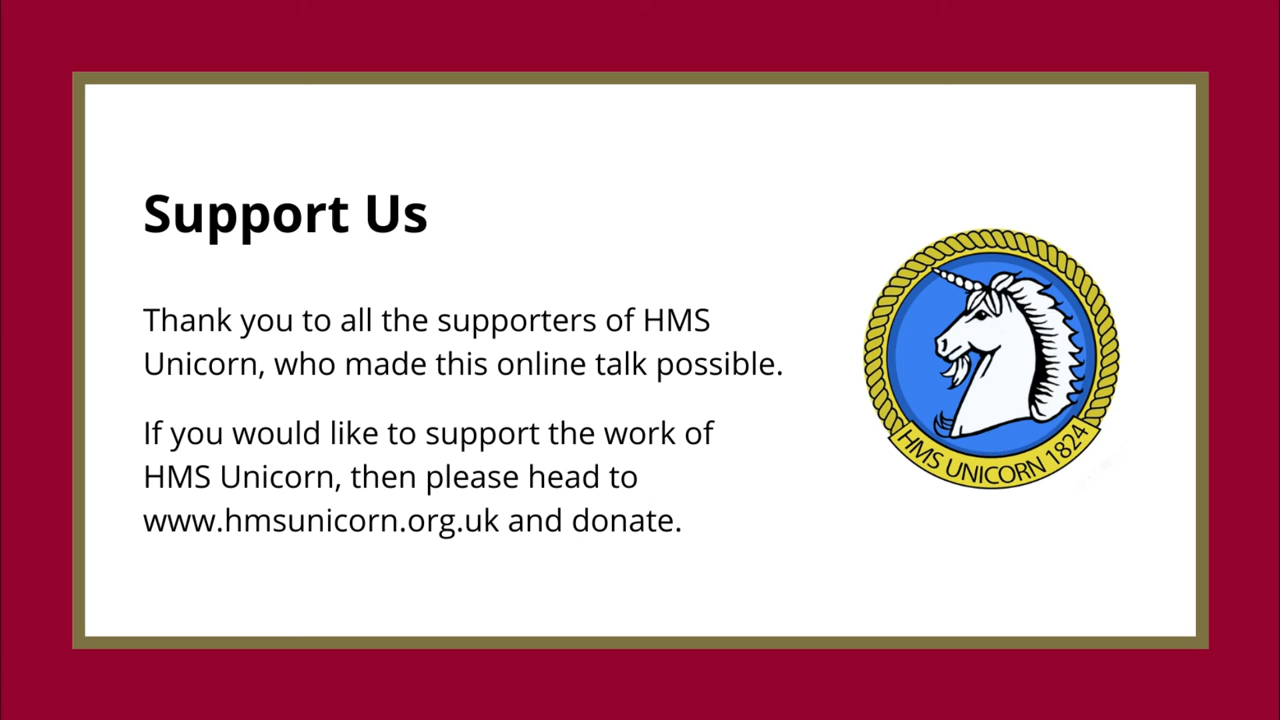 Support Us
Thank you to all the supporters of HMS
Unicorn, who made this online talk possible.
If you would like to support the work of
HMS Unicorn, then please head to
www.hmsunicorn.org.uk and donate.
HMS UNICORN 1824